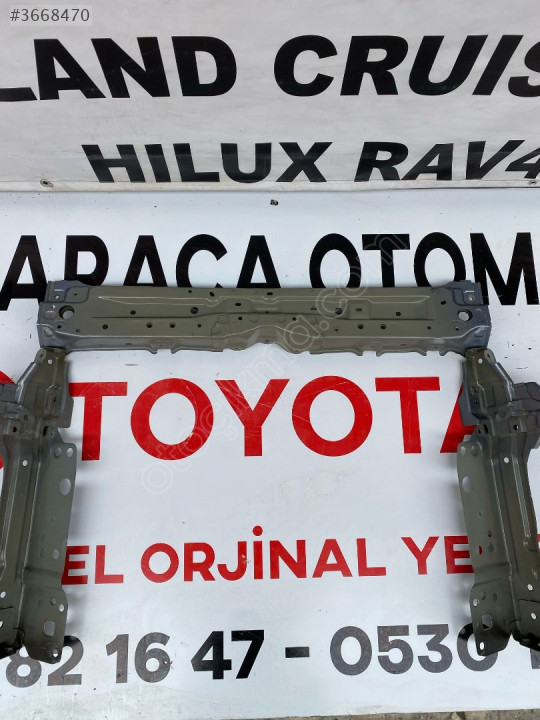 #3668470
LAND CRUIS
HILUX RAV4
ARACA OTOM
TOYOTA
EL ORJİNAL YE
82 16 47 - 0530